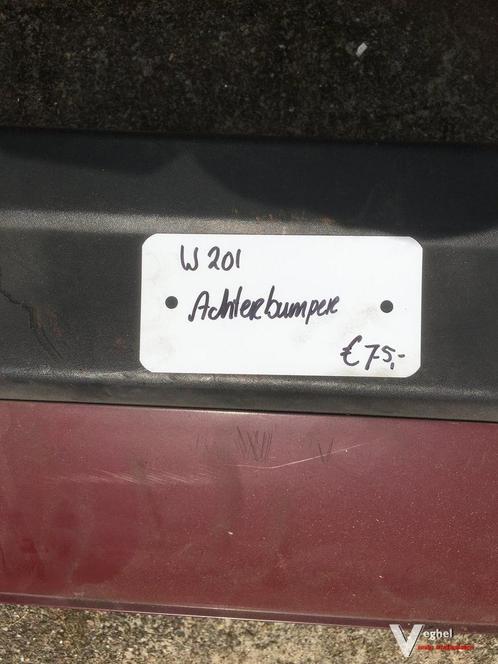 W 201
Achterbumper
€ 75,-
Veghel